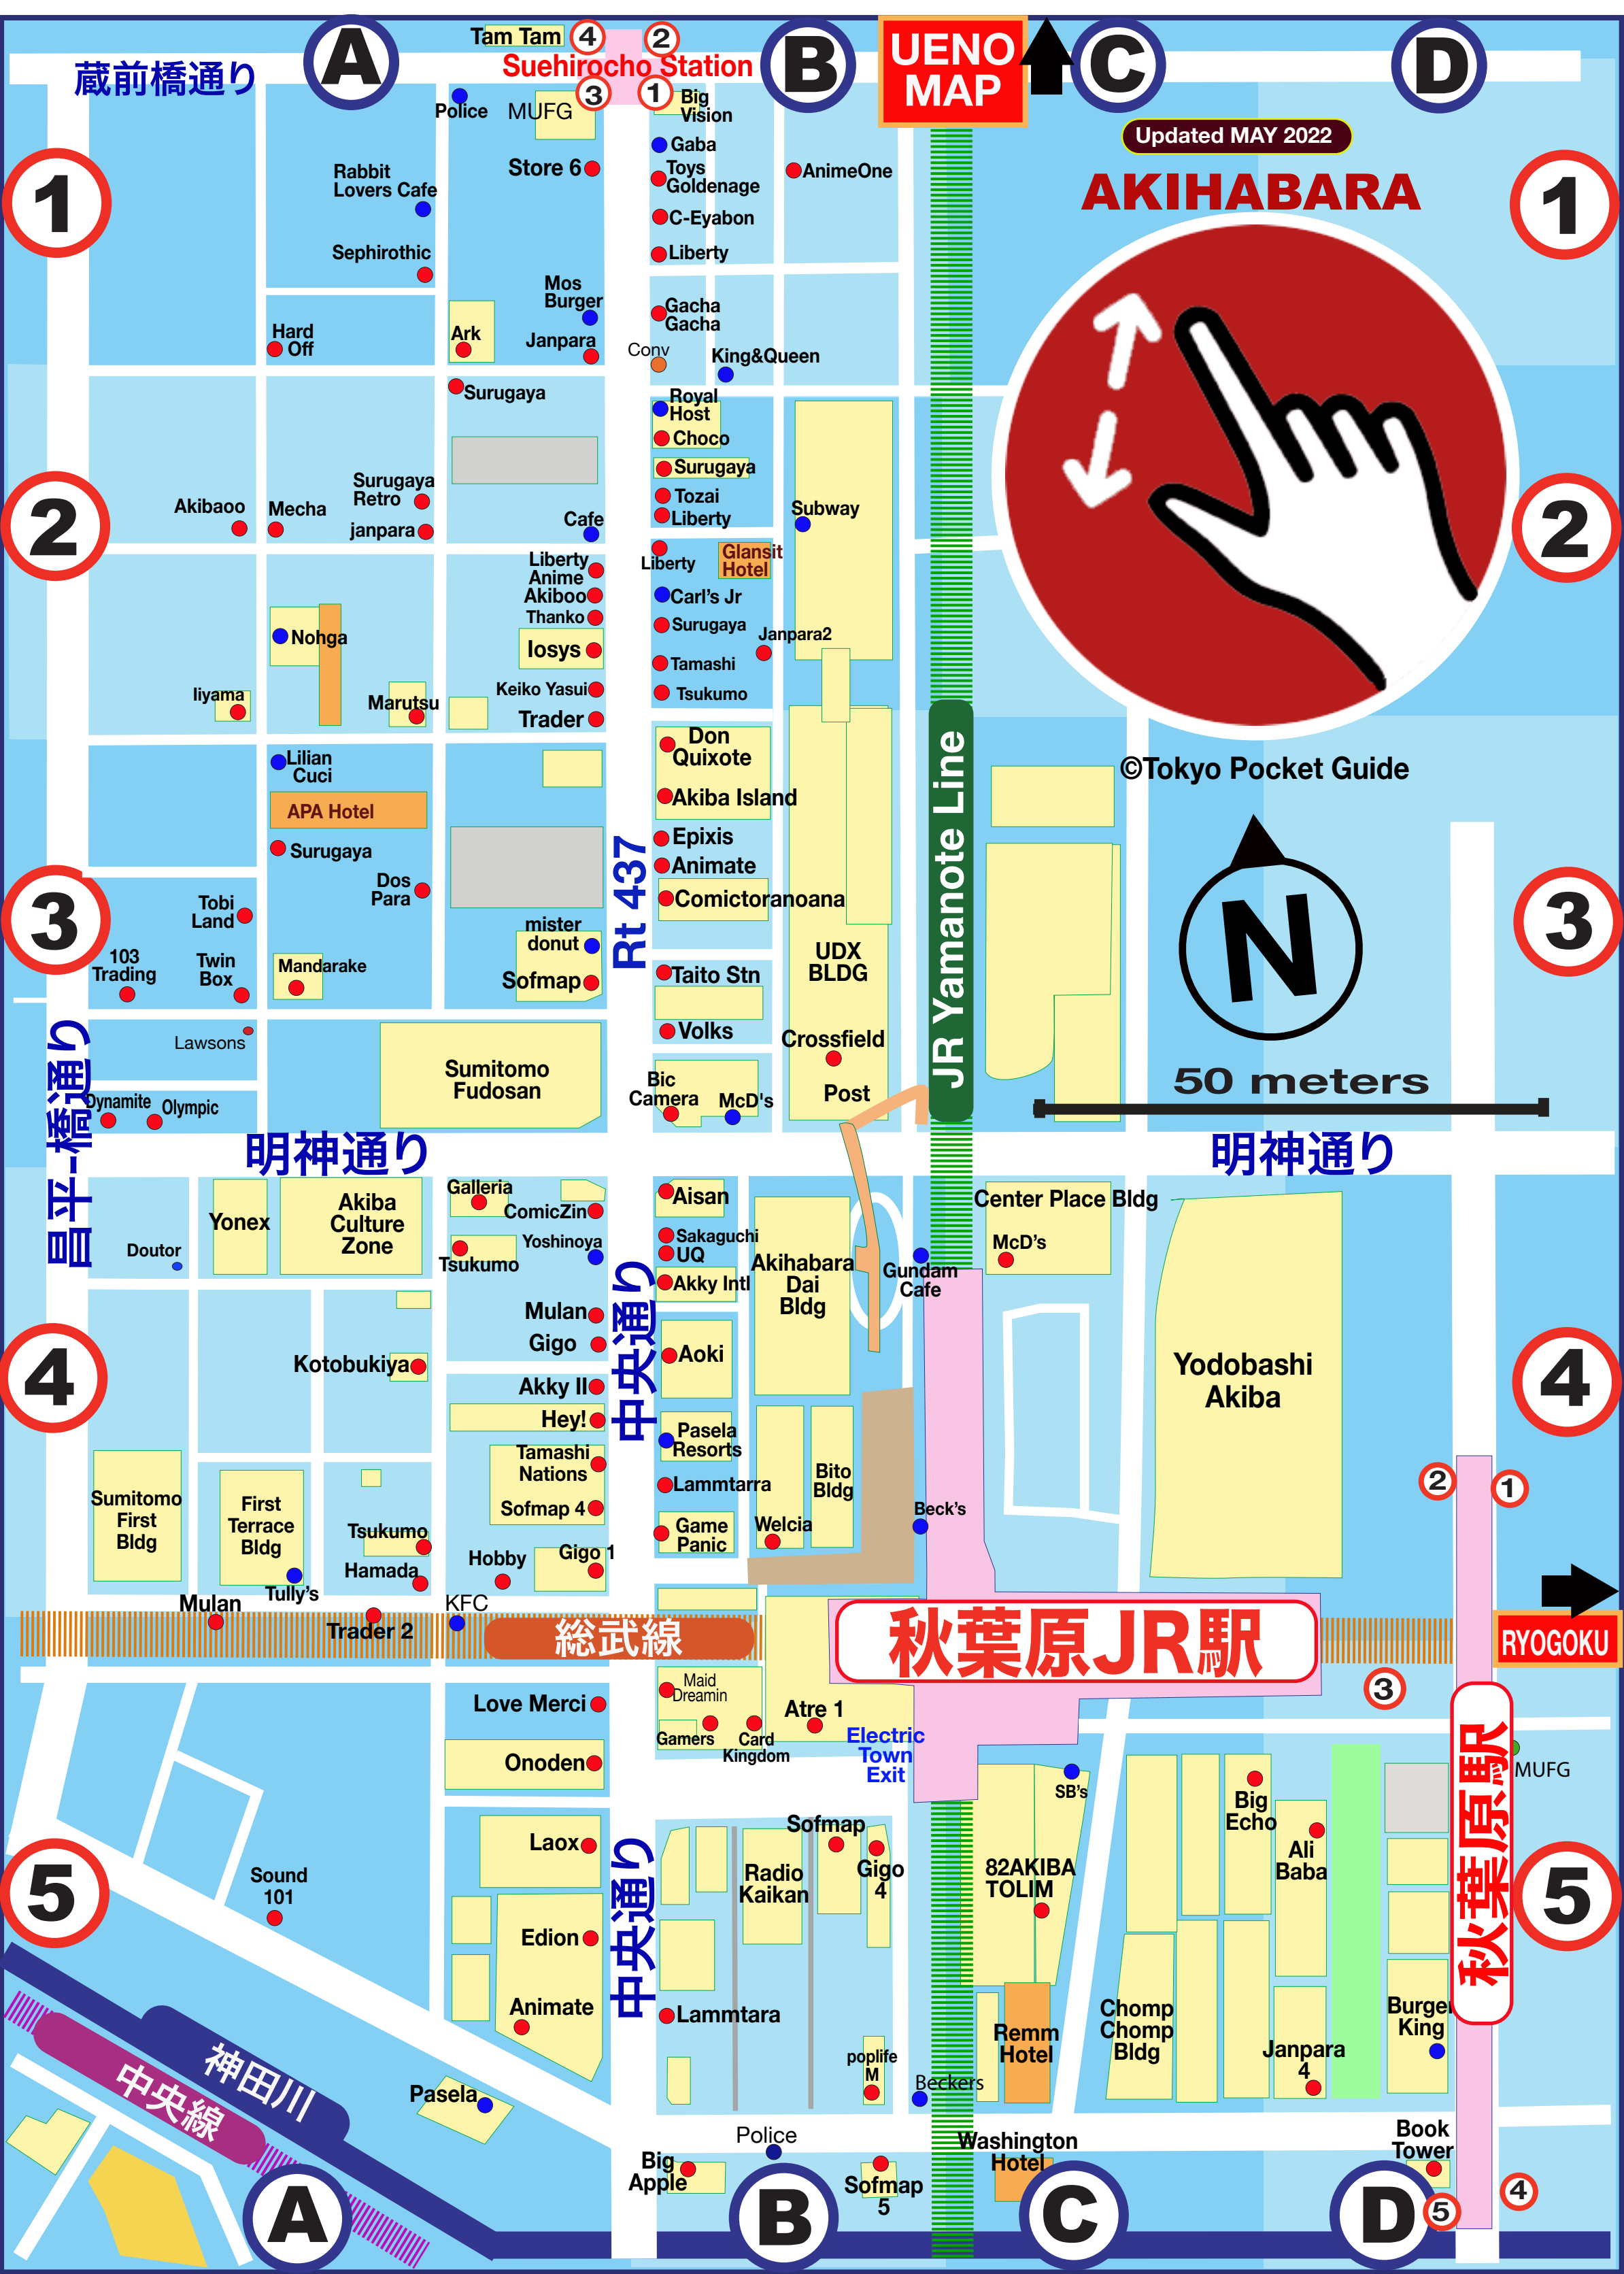 Tam Tam
4
2
Suehirocho Station
3
1
A
B
UENO
MAP
C
D
蔵前橋通り
Police
MUFG
Big
Vision
Updated MAY 2022
AKIHABARA
1
1
Gaba
Store 6
Toys
Goldenage
AnimeOne
Rabbit
Lovers Cafe
C-Eyabon
Sephirothic
Liberty
Mos
Burger
Gacha
Gacha
Hard
Off
Ark
Janpara
Conv
King&Queen
Surugaya
Royal
Host
Choco
Surugaya
2
2
Surugaya
Retro
Tozai
Akibaoo
Mecha
janpara
Cafe
Liberty
Subway
Liberty
Anime
Liberty
Glansit
Hotel
Akiboo
Carl's Jr
Thanko
Surugaya
Nohga
Iosys
Janpara2
Tamashi
Iiyama
Marutsu
Keiko Yasui
Tsukumo
Trader
Don
Quixote
JR Yamanote Line
©Tokyo Pocket Guide
Lilian
Cuci
APA Hotel
Akiba Island
Surugaya
Rt 437
Epixis
Animate
Dos
Para
Comictoranoana
3
3
Tobi
Land
mister
donut
N
103
Trading
Twin
Box
Mandarake
Sofmap
Taito Stn
UDX
BLDG
Lawsons
Volks
Crossfield
昌平-橋通り
Sumitomo
Fudosan
Bic
Camera
McD's
Post
50 meters
Dynamite
Olympic
明神通り
明神通り
Yonex
Akiba
Culture
Zone
Galleria
ComicZin
Aisan
Center Place Bldg
Doutor
Tsukumo
Yoshinoya
Sakaguchi
UQ
Akihabara
Dai
Bldg
Gundam
Cafe
McD's
Akky Intl
Mulan
Gigo
中央通り
Aoki
Kotobukiya
4
4
Akky II
Hey!
Yodobashi
Akiba
Tamashi
Nations
Pasela
Resorts
Sumitomo
First
Bldg
First
Terrace
Bldg
Sofmap 4
Lammtarra
Bito
Bldg
2
1
Tsukumo
Game
Panic
Welcia
Beck's
Hamada
Hobby
Gigo 1
Tully's
Mulan
Trader 2
KFC
総武線
秋葉原JR駅
RYOGOKU
3
Love Merci
Maid
Dreamin
Gamers
Card
Kingdom
Atre 1
Electric
Town
Exit
Onoden
SB's
MUFG
秋葉原駅
Laox
Radio
Kaikan
Sofmap
Gigo
4
82AKIBA
TOLIM
Big
Echo
Ali
Baba
5
5
Sound
101
中央通り
Edion
Animate
Lammtara
Remm
Hotel
Chomp
Chomp
Bldg
Janpara
4
Burger
King
poplife
M
Beckers
神田川
中央線
Pasela
Police
Big
Apple
Sofmap
5
Washington
Hotel
Book
Tower
4
5
A
B
C
D